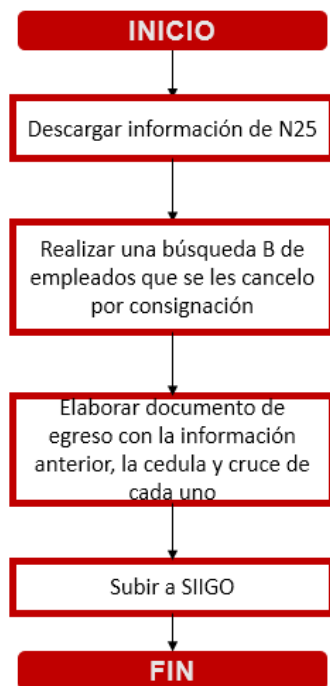 INICIO
Descargar información de N25
Realizar una búsqueda B de
empleados que se les cancelo
por consignación
Elaborar documento de
egreso con la información
anterior, la cedula y cruce de
cada uno
Subir a SIIGO
FIN